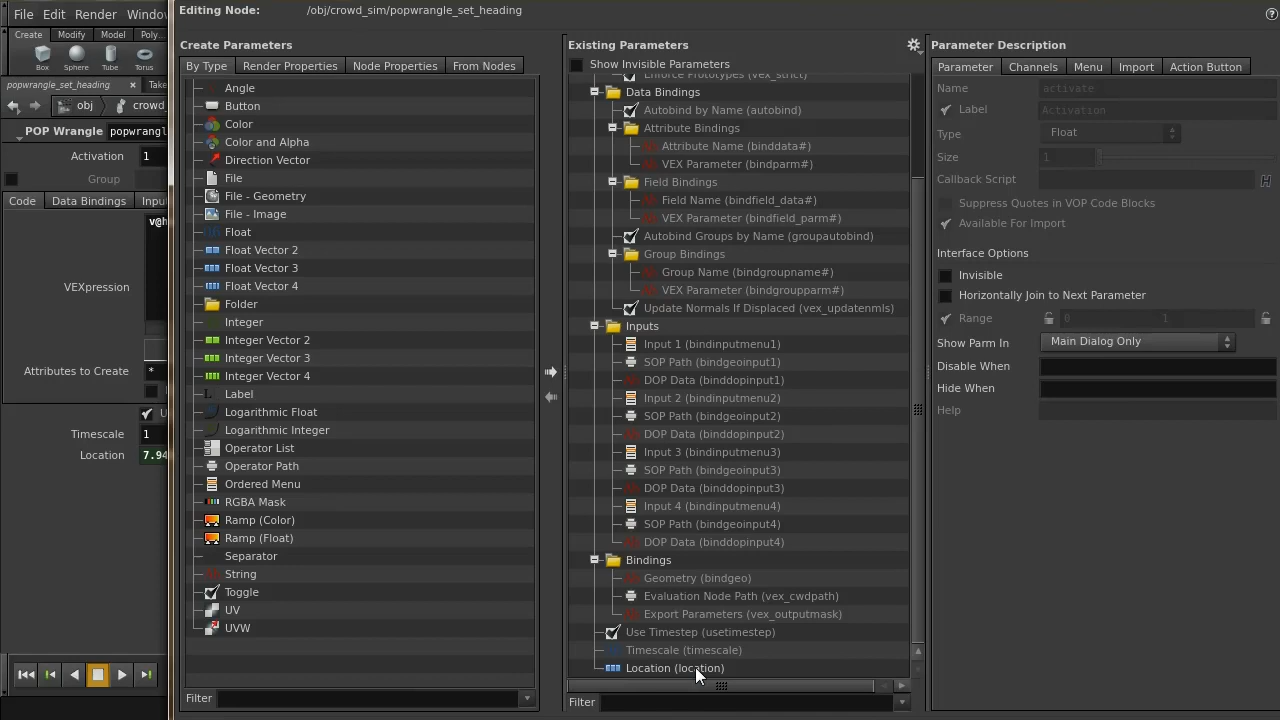 Editing Node: /obj/crowd_sim/popwrangle_set_heading
File Edit Render Windo
Create Modify Model Poly...
Box Sphere Tube Torus
popwrangle_set_heading × Take
obj crowd_
POP Wrangle popwrangl
Activation 1
Group
Code Data Bindings Input
v@h
VEXpression
Attributes to Create *
Timescale 1
Location 7.94
Create Parameters
By Type Render Properties Node Properties From Nodes
Angle
Button
Color
Color and Alpha
Direction Vector
File
File - Geometry
File - Image
Float
Float Vector 2
Float Vector 3
Float Vector 4
Folder
Integer
Integer Vector 2
Integer Vector 3
Integer Vector 4
Label
Logarithmic Float
Logarithmic Integer
Operator List
Operator Path
Ordered Menu
RGBA Mask
Ramp (Color)
Ramp (Float)
Separator
String
Toggle
UV
UVW
Filter
Existing Parameters
Show Invisible Parameters
Enforce Prototypes (vex_strict)
Data Bindings
Autobind by Name (autobind)
Attribute Bindings
Attribute Name (binddata#)
VEX Parameter (bindparm#)
Field Bindings
Field Name (bindfield_data#)
VEX Parameter (bindfield_parm#)
Autobind Groups by Name (groupautobind)
Group Bindings
Group Name (bindgroupname#)
VEX Parameter (bindgroupparm#)
Update Normals If Displaced (vex_updatenmls)
Inputs
Input 1 (bindinputmenu1)
SOP Path (bindgeoinput1)
DOP Data (binddopinput1)
Input 2 (bindinputmenu2)
SOP Path (bindgeoinput2)
DOP Data (binddopinput2)
Input 3 (bindinputmenu3)
SOP Path (bindgeoinput3)
DOP Data (binddopinput3)
Input 4 (bindinputmenu4)
SOP Path (bindgeoinput4)
DOP Data (binddopinput4)
Bindings
Geometry (bindgeo)
Evaluation Node Path (vex_cwdpath)
Export Parameters (vex_outputmask)
Use Timestep (usetimestep)
Timescale (timescale)
Location (location)
Filter
Parameter Description
Parameter Channels Menu Import Action Button
Name activate
Label Activation
Type Float
Size 1
Callback Script
Suppress Quotes in VOP Code Blocks
Available For Import
Interface Options
Invisible
Horizontally Join to Next Parameter
Range 0 1
Show Parm In Main Dialog Only
Disable When
Hide When
Help